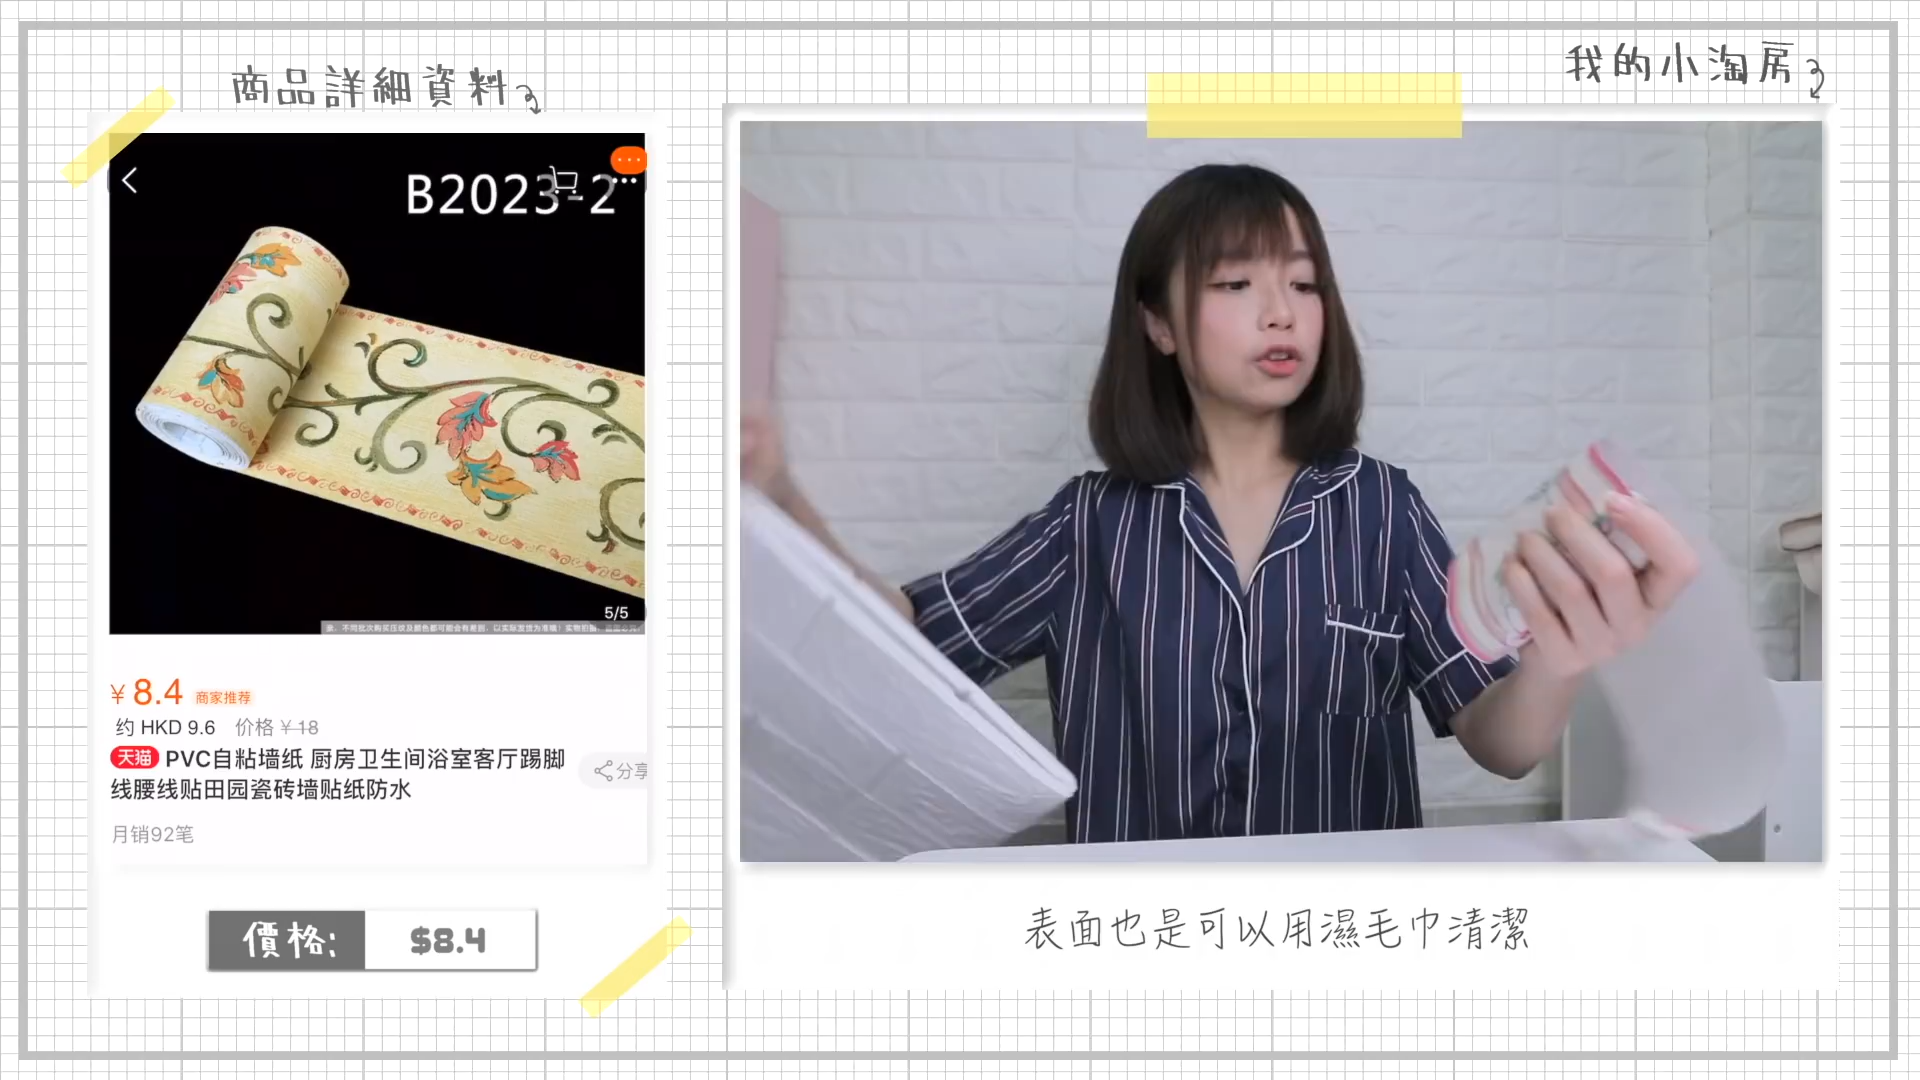 商品詳細資料
我的小淘房
B2023-2
5/5
¥ 8.4 商家推荐
约 HKD 9.6 价格 ¥ 18
天猫 PVC自粘墙纸 厨房卫生间浴室客厅踢脚
线腰线贴田园瓷砖墙贴纸防水
分享
月销92笔
價格: $8.4
表面也是可以用濕毛巾清潔